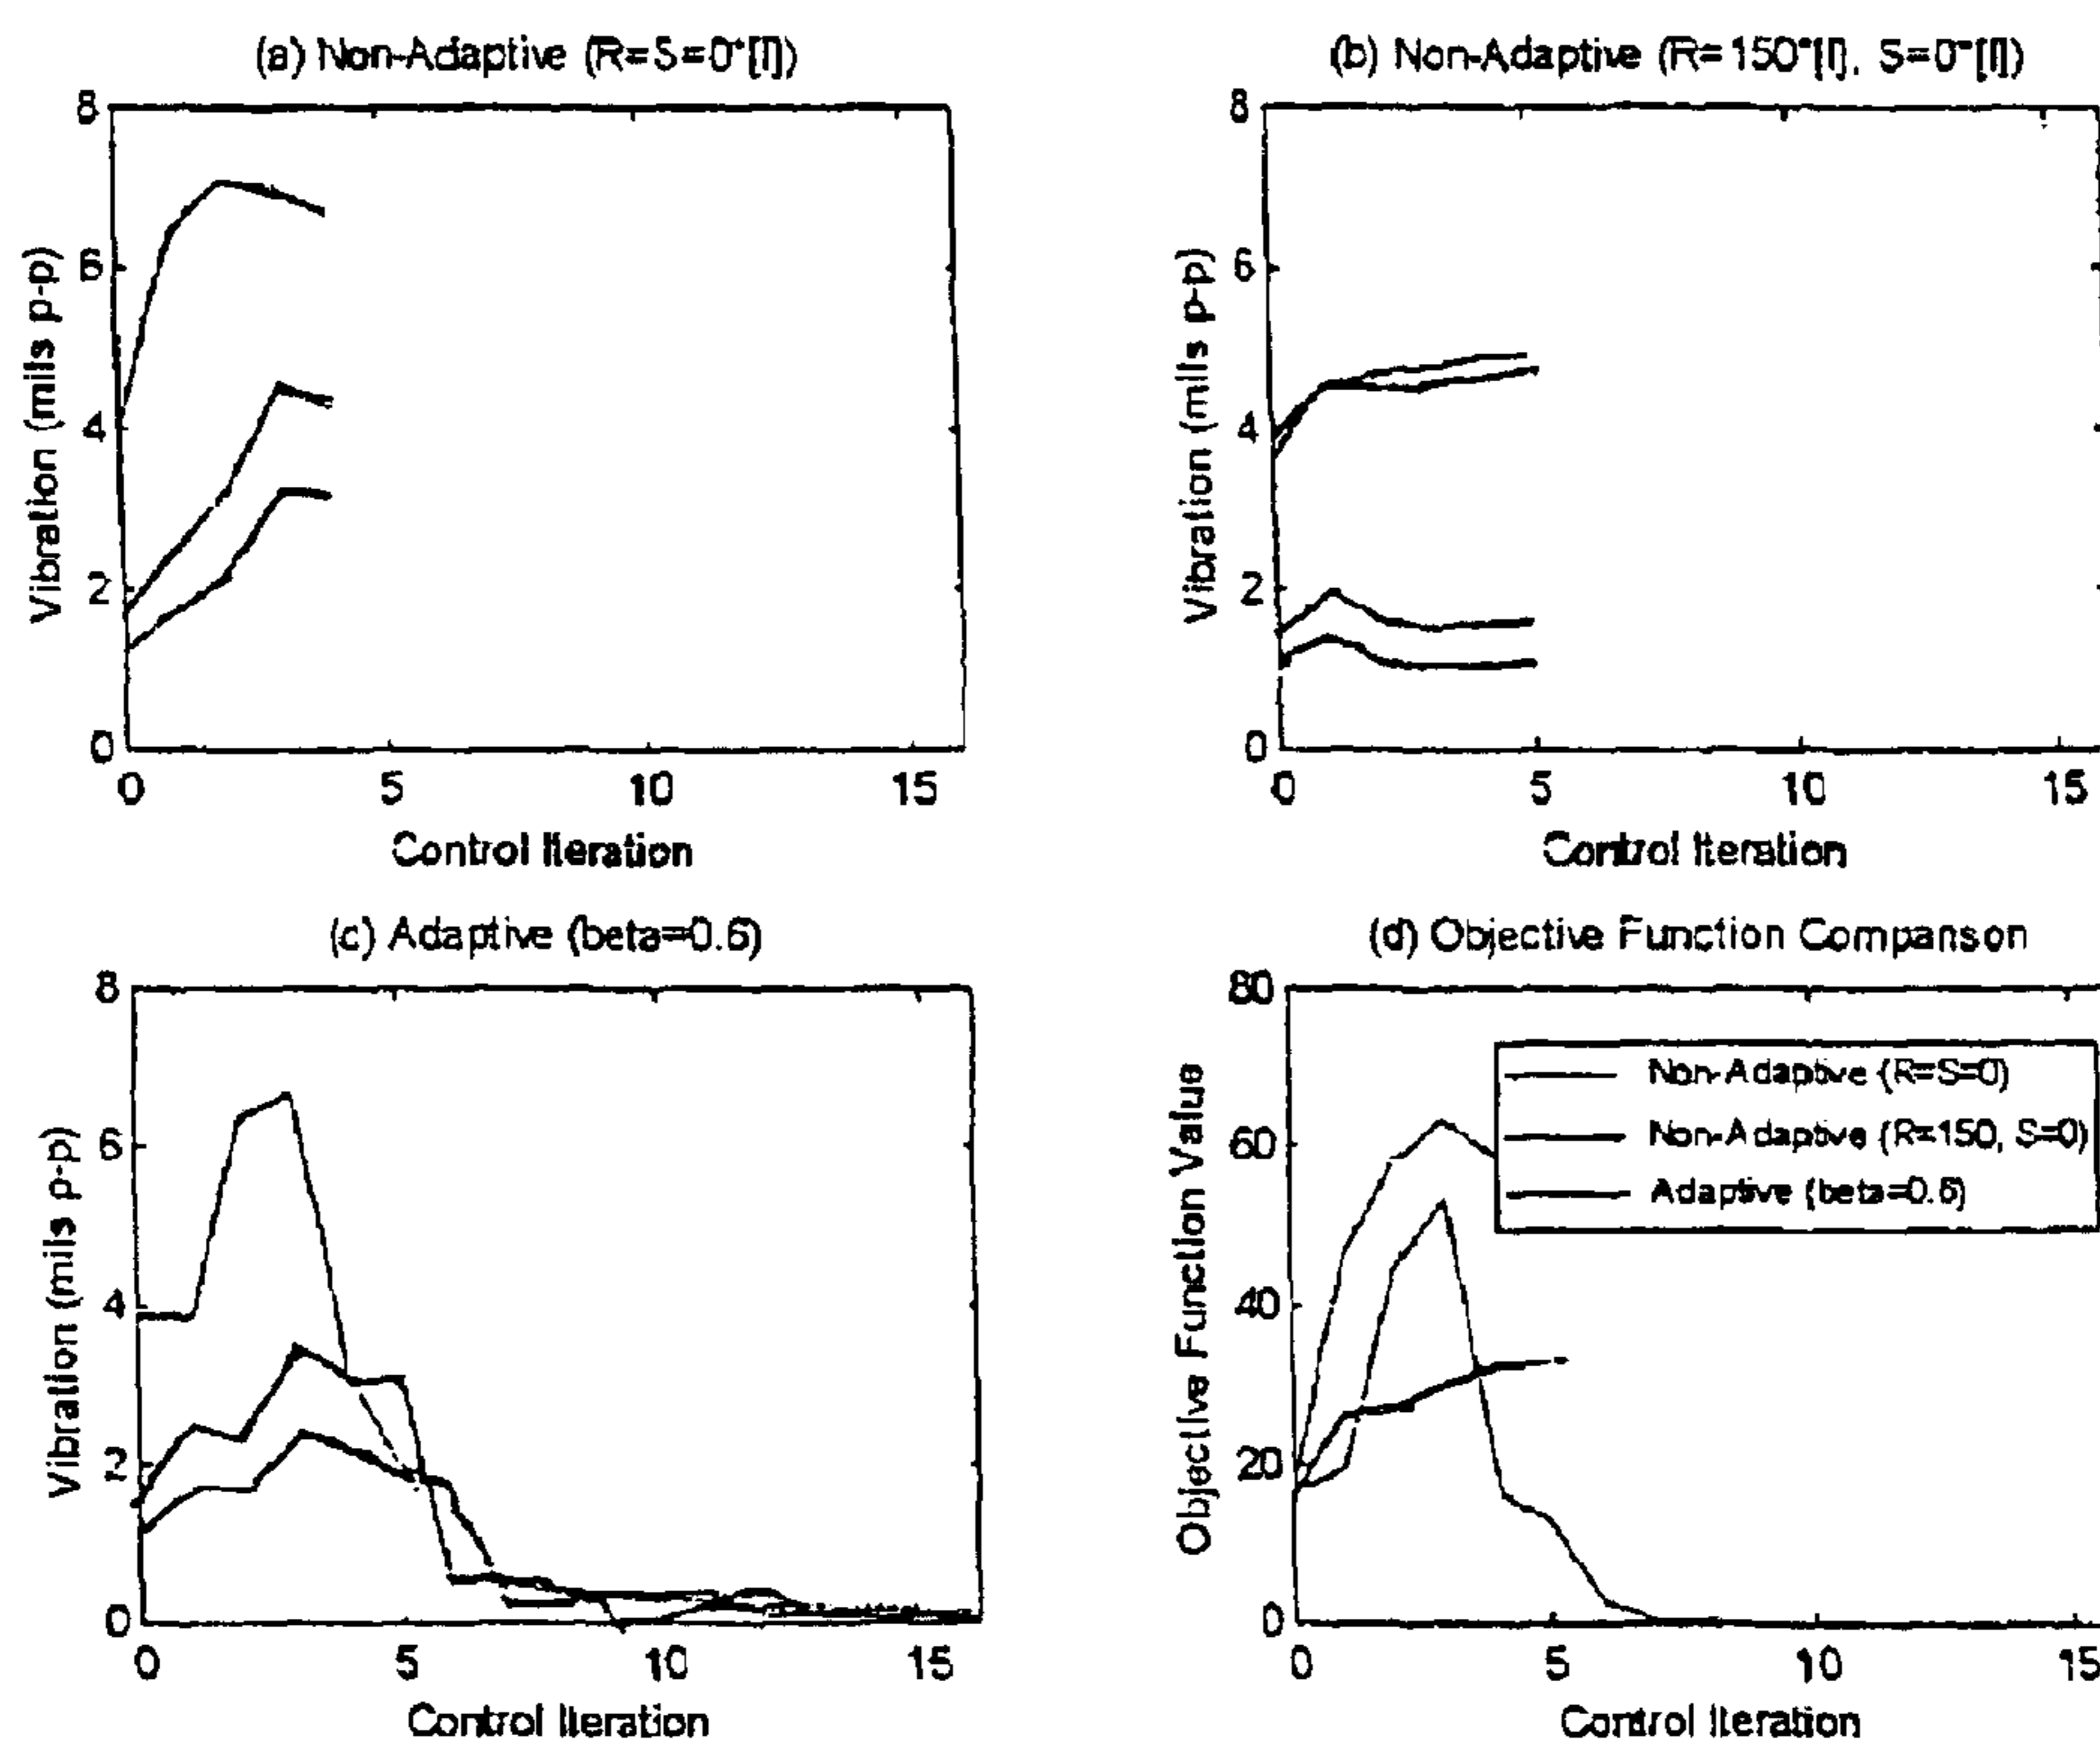 (a) Non-Adaptive (R=S=0*[I])
8
6
4
2
0
Vibration (mils p-p)
0 5 10 15
Control Iteration
(b) Non-Adaptive (R=150*[I], S=0*[I])
8
6
4
2
0
Vibration (mils p-p)
0 5 10 15
Control Iteration
(c) Adaptive (beta=0.6)
8
6
4
2
0
Vibration (mils p-p)
0 5 10 15
Control Iteration
(d) Objective Function Comparison
80
60
40
20
0
Objective Function Value
Non-Adaptive (R=S=0)
Non-Adaptive (R=150, S=0)
Adaptive (beta=0.6)
0 5 10 15
Control Iteration